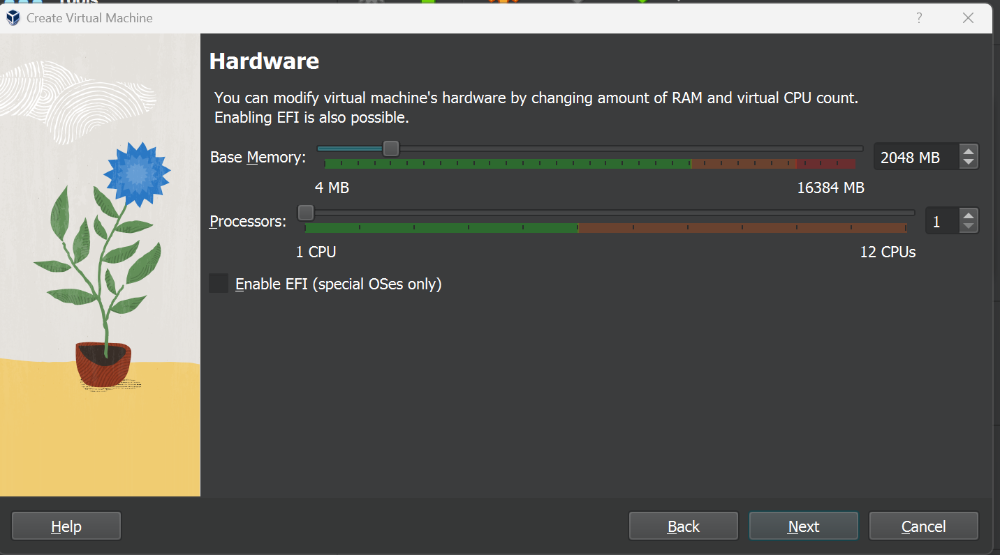 Tools
Create Virtual Machine
?
Hardware
You can modify virtual machine's hardware by changing amount of RAM and virtual CPU count.
Enabling EFI is also possible.
Base Memory:
2048 MB
4 MB
16384 MB
Processors:
1
1 CPU
12 CPUs
Enable EFI (special OSes only)
Help
Back
Next
Cancel